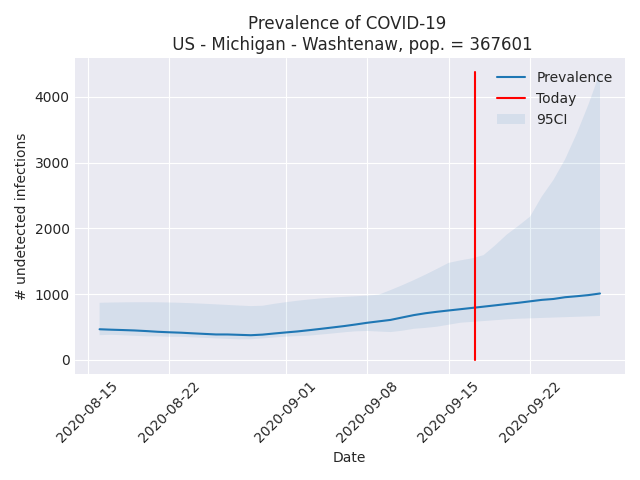 Prevalence of COVID-19
US - Michigan - Washtenaw, pop. = 367601
Prevalence
Today
95CI
# undetected infections
4000
3000
2000
1000
0
2020-08-15
2020-08-22
2020-09-01
2020-09-08
2020-09-15
2020-09-22
Date